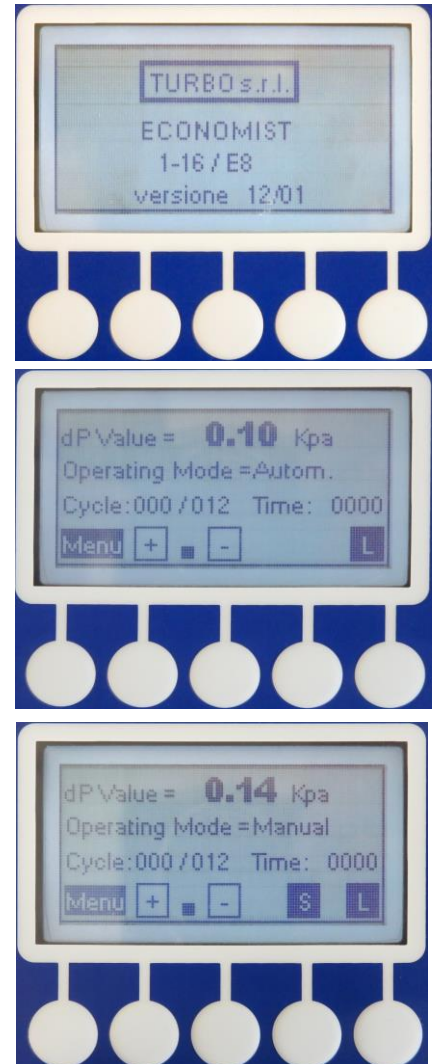 TURBO s.r.l.
ECONOMIST
1-16 / E8
versione 12/01
dP Value = 0.10 Kpa
Operating Mode =Autom.
Cycle:000 /012 Time: 0000
Menu + - L
dP Value = 0.14 Kpa
Operating Mode =Manual
Cycle:000 /012 Time: 0000
Menu + - S L